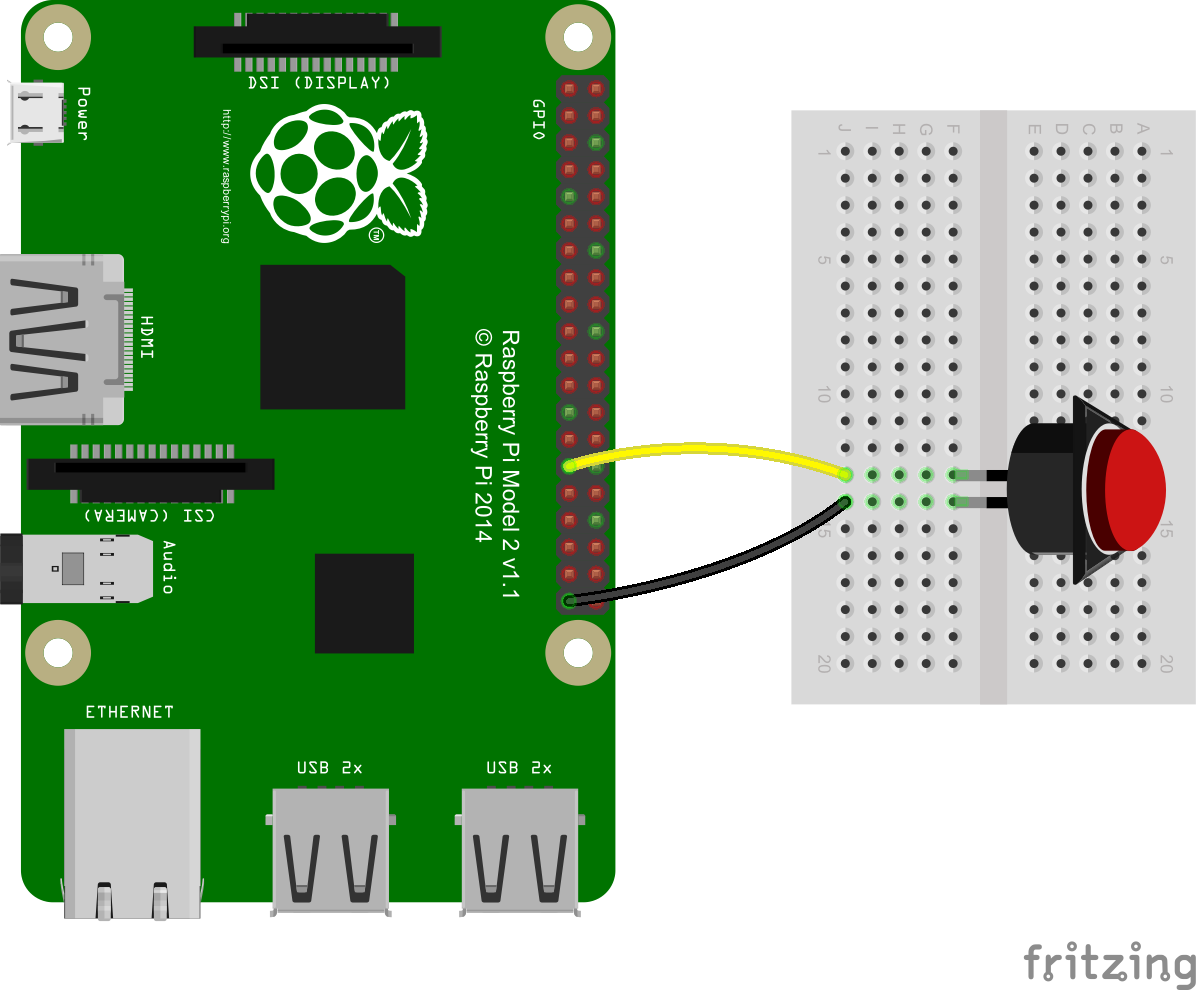 DSI (DISPLAY)
Power
GPIO
http://www.raspberrypi.org
TM
HDMI
Raspberry Pi Model 2 v1.1
© Raspberry Pi 2014
CSI (CAMERA)
Audio
ETHERNET
USB 2x
USB 2x
J I H G F E D C B A
1 1
5 5
10 10
15 15
20 20
fritzing